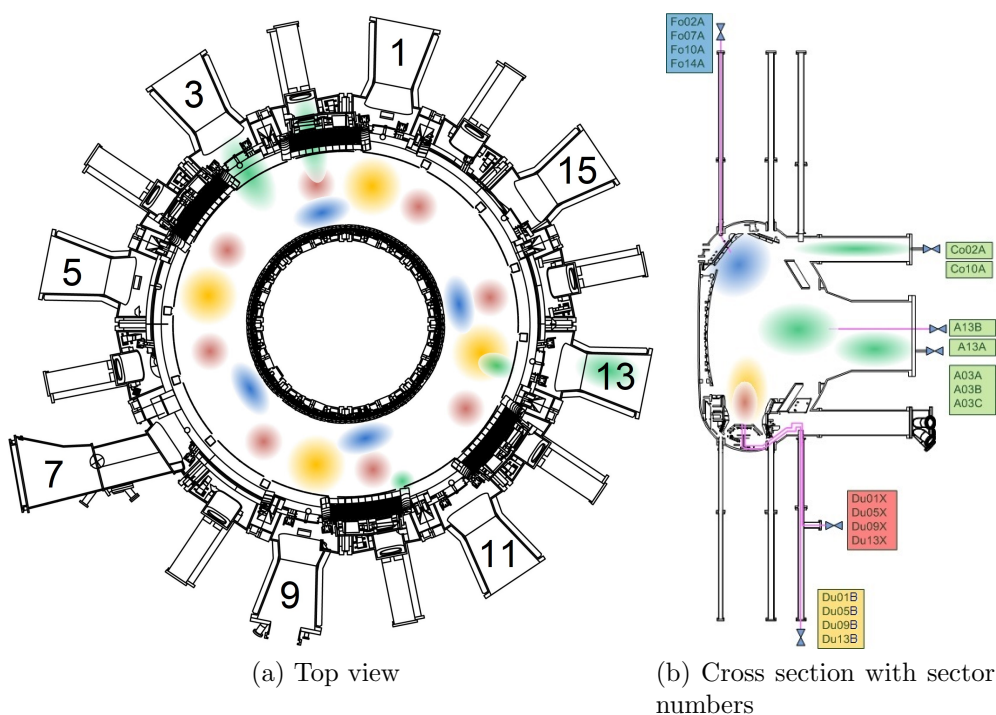 1
3
15
5
13
7
11
9
(a) Top view
Fo02A
Fo07A
Fo10A
Fo14A
Co02A
Co10A
A13B
A13A
A03A
A03B
A03C
Du01X
Du05X
Du09X
Du13X
Du01B
Du05B
Du09B
Du13B
(b) Cross section with sector
numbers